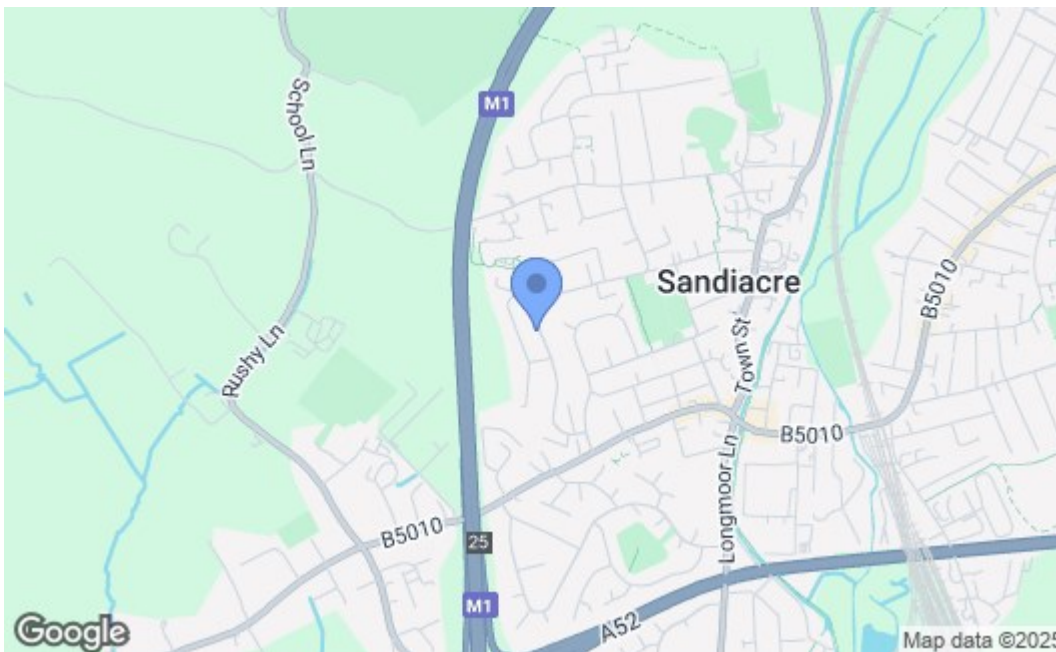 M1
School Ln
Sandiacre
B5010
Town St
Rushy Ln
B5010
B5010
Longmoor Ln
25
M1
A52
Google
Map data ©2025